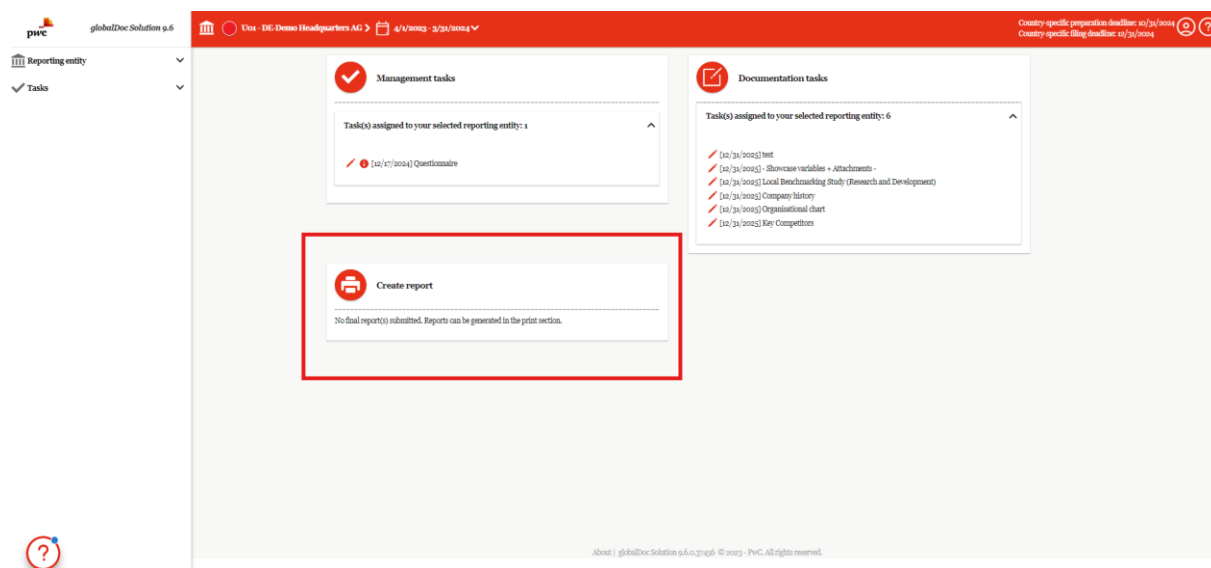 pwc
globalDoc Solution 9.6
U01 - DE-Demo Headquarters AG
4/1/2023 - 3/31/2024
Country-specific preparation deadline: 10/31/2024
Country-specific filing deadline: 12/31/2024
Reporting entity
Tasks
Management tasks
Task(s) assigned to your selected reporting entity: 1
[12/17/2024] Questionnaire
Documentation tasks
Task(s) assigned to your selected reporting entity: 6
[12/31/2025] test
[12/31/2025] - Showcase variables + Attachments -
[12/31/2025] Local Benchmarking Study (Research and Development)
[12/31/2025] Company history
[12/31/2025] Organisational chart
[12/31/2025] Key Competitors
Create report
No final report(s) submitted. Reports can be generated in the print section.
About | globalDoc Solution 9.6.0.37456 © 2023 - PwC. All rights reserved.